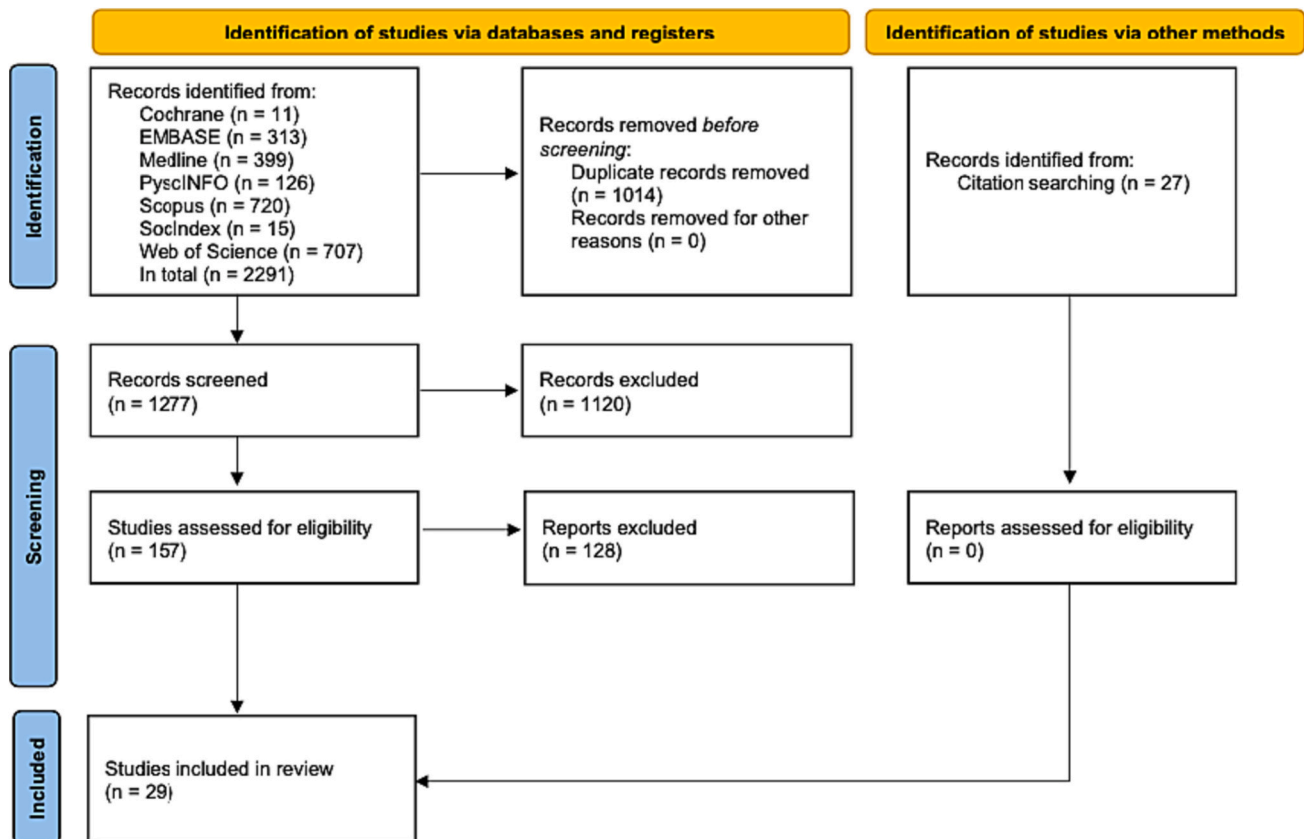 Identification of studies via databases and registers
Identification of studies via other methods
Identification
Records identified from:
Cochrane (n = 11)
EMBASE (n = 313)
Medline (n = 399)
PyscINFO (n = 126)
Scopus (n = 720)
SocIndex (n = 15)
Web of Science (n = 707)
In total (n = 2291)
Records removed before
screening:
Duplicate records removed
(n = 1014)
Records removed for other
reasons (n = 0)
Records identified from:
Citation searching (n = 27)
Screening
Records screened
(n = 1277)
Records excluded
(n = 1120)
Studies assessed for eligibility
(n = 157)
Reports excluded
(n = 128)
Reports assessed for eligibility
(n = 0)
Included
Studies included in review
(n = 29)